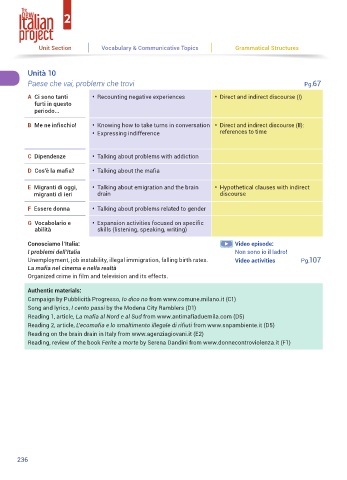 The
new
Italian
project
2
Unit Section Vocabulary & Communicative Topics Grammatical Structures
Unità 10
Paese che vai, problemi che trovi Pg.67
A Ci sono tanti furti in questo periodo...
• Recounting negative experiences
• Direct and indirect discourse (I)
B Me ne infischio!
• Knowing how to take turns in conversation
• Expressing indifference
• Direct and indirect discourse (II): references to time
C Dipendenze
• Talking about problems with addiction
D Cos'è la mafia?
• Talking about the mafia
E Migranti di oggi, migranti di ieri
• Talking about emigration and the brain drain
• Hypothetical clauses with indirect discourse
F Essere donna
• Talking about problems related to gender
G Vocabolario e abilità
• Expansion activities focused on specific skills (listening, speaking, writing)
Conosciamo l'Italia:
I problemi dell'Italia
Unemployment, job instability, illegal immigration, falling birth rates.
La mafia nel cinema e nella realtà
Organized crime in film and television and its effects.
Video episode:
Non sono io il ladro!
Video activities Pg.107
Authentic materials:
Campaign by Pubblicità Progresso, Io dico no from www.comune.milano.it (C1)
Song and lyrics, I cento passi by the Modena City Ramblers (D1)
Reading 1, article, La mafia al Nord e al Sud from www.antimafiaduemila.com (D5)
Reading 2, article, L'ecomafia e lo smaltimento illegale di rifiuti from www.snpambiente.it (D5)
Reading on the brain drain in Italy from www.agenziagiovani.it (E2)
Reading, review of the book Ferite a morte by Serena Dandini from www.donnecontroviolenza.it (F1)
236